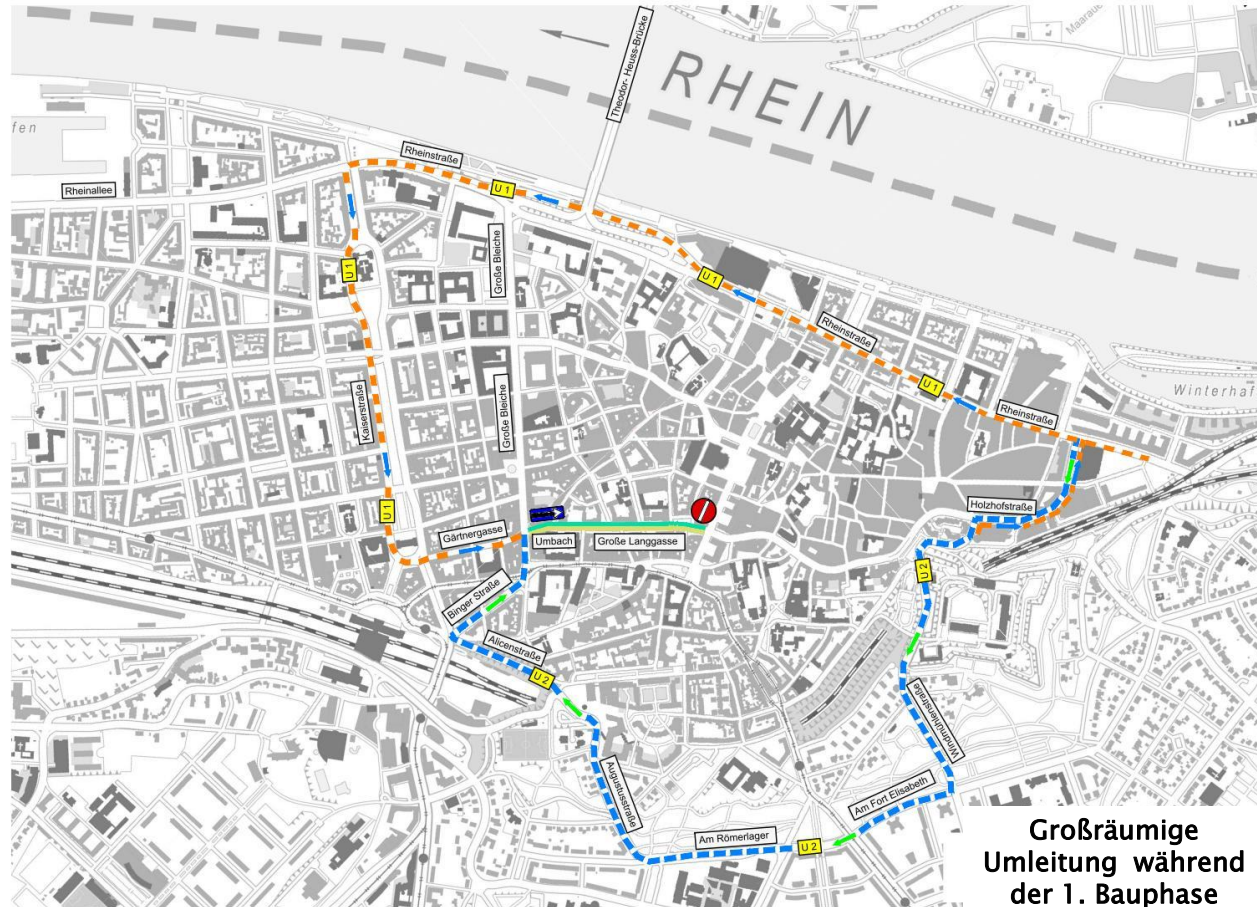 Theodor- Heuss-Brücke
Maaraue
RHEIN
fen
Rheinallee
Rheinstraße
U 1
Große Bleiche
U 1
U 1
Rheinstraße
U 1
Winterhaf
Rheinstraße
Kaiserstraße
Große Bleiche
U 1
Gärtnergasse
Umbach
Große Langgasse
Holzhofstraße
U 2
Binger Straße
Alicenstraße
U 2
Windmühlenstraße
Augustusstraße
Am Fort Elisabeth
Am Römerlager
U 2
Großräumige
Umleitung während
der 1. Bauphase